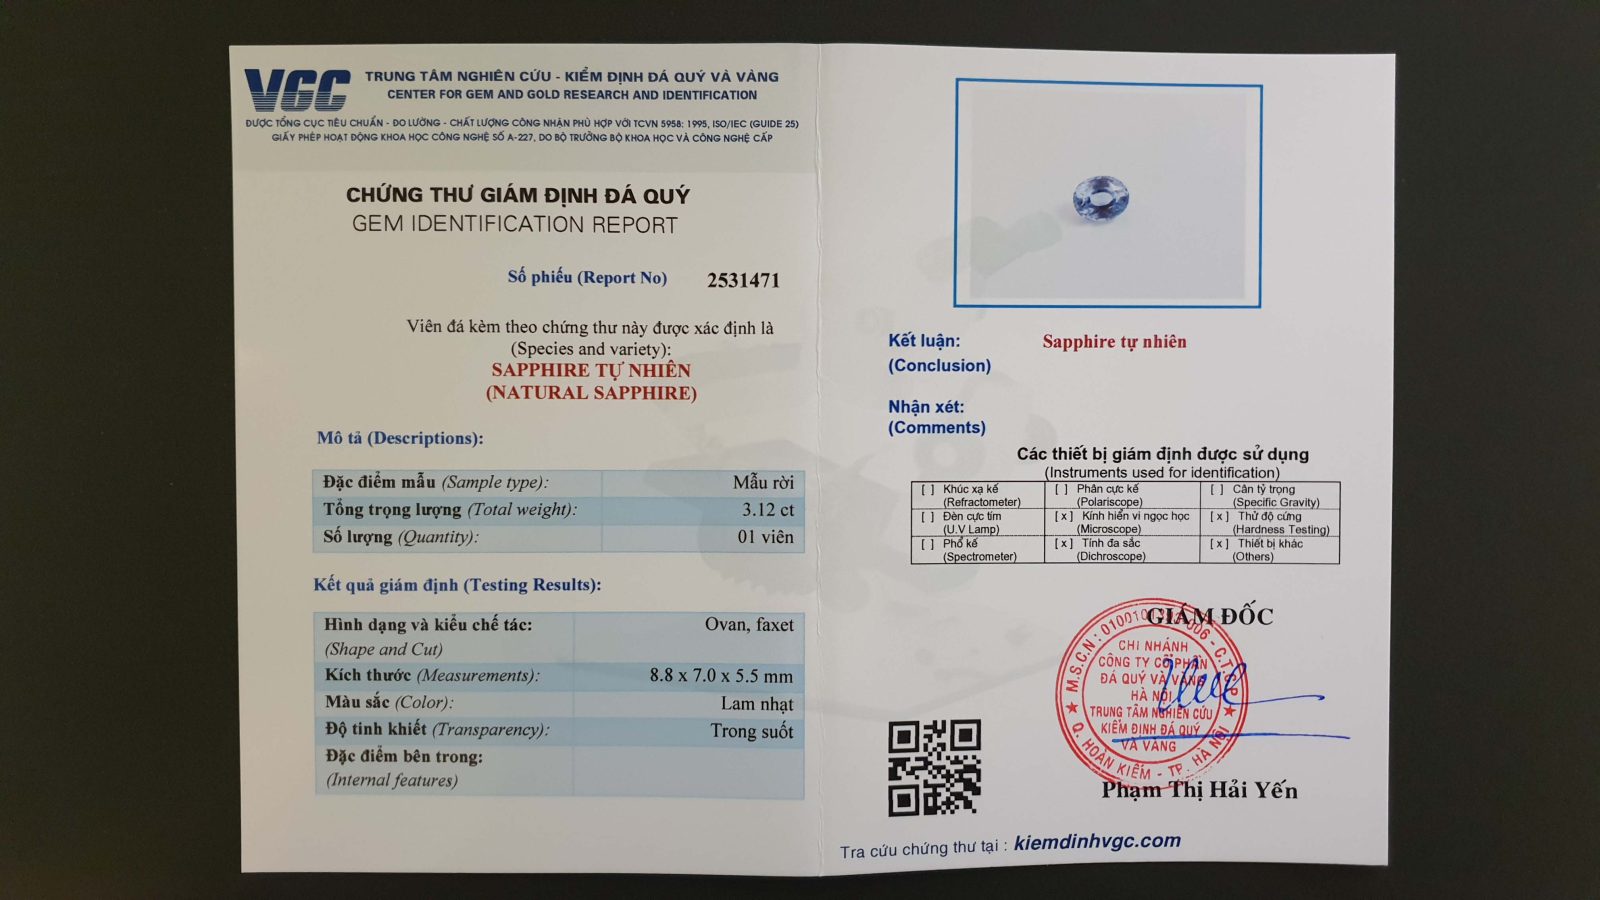 VGC
TRUNG TÂM NGHIÊN CỨU - KIỂM ĐỊNH ĐÁ QUÝ VÀ VÀNG
CENTER FOR GEM AND GOLD RESEARCH AND IDENTIFICATION
ĐƯỢC TỔNG CỤC TIÊU CHUẨN - ĐO LƯỜNG - CHẤT LƯỢNG CÔNG NHẬN PHÙ HỢP VỚI TCVN 5958: 1995, ISO/IEC (GUIDE 25)
GIẤY PHÉP HOẠT ĐỘNG KHOA HỌC CÔNG NGHỆ SỐ A-227, DO BỘ TRƯỞNG BỘ KHOA HỌC VÀ CÔNG NGHỆ CẤP
CHỨNG THƯ GIÁM ĐỊNH ĐÁ QUÝ
GEM IDENTIFICATION REPORT
Số phiếu (Report No) 2531471
Viên đá kèm theo chứng thư này được xác định là
(Species and variety):
SAPPHIRE TỰ NHIÊN
(NATURAL SAPPHIRE)
Mô tả (Descriptions):
Đặc điểm mẫu (Sample type): Mẫu rời
Tổng trọng lượng (Total weight): 3.12 ct
Số lượng (Quantity): 01 viên
Kết quả giám định (Testing Results):
Hình dạng và kiểu chế tác: Ovan, faxet
(Shape and Cut)
Kích thước (Measurements): 8.8 x 7.0 x 5.5 mm
Màu sắc (Color): Lam nhạt
Độ tinh khiết (Transparency): Trong suốt
Đặc điểm bên trong:
(Internal features)
Kết luận: Sapphire tự nhiên
(Conclusion)
Nhận xét:
(Comments)
Các thiết bị giám định được sử dụng
(Instruments used for identification)
[ ] Khúc xạ kế [ ] Phân cực kế [ ] Cân tỷ trọng
(Refractometer) (Polariscope) (Specific Gravity)
[ ] Đèn cực tím [x] Kính hiển vi ngọc học [x] Thử độ cứng
(U.V Lamp) (Microscope) (Hardness Testing)
[ ] Phổ kế [x] Tính đa sắc [x] Thiết bị khác
(Spectrometer) (Dichroscope) (Others)
GIÁM ĐỐC
CHI NHÁNH
CÔNG TY CỔ PHẦN
ĐÁ QUÝ VÀ VÀNG
HÀ NỘI
TRUNG TÂM NGHIÊN CỨU
KIỂM ĐỊNH ĐÁ QUÝ
VÀ VÀNG
Q. HOÀN KIẾM - TP. HÀ NỘI
Phạm Thị Hải Yến
Tra cứu chứng thư tại : kiemdinhvgc.com